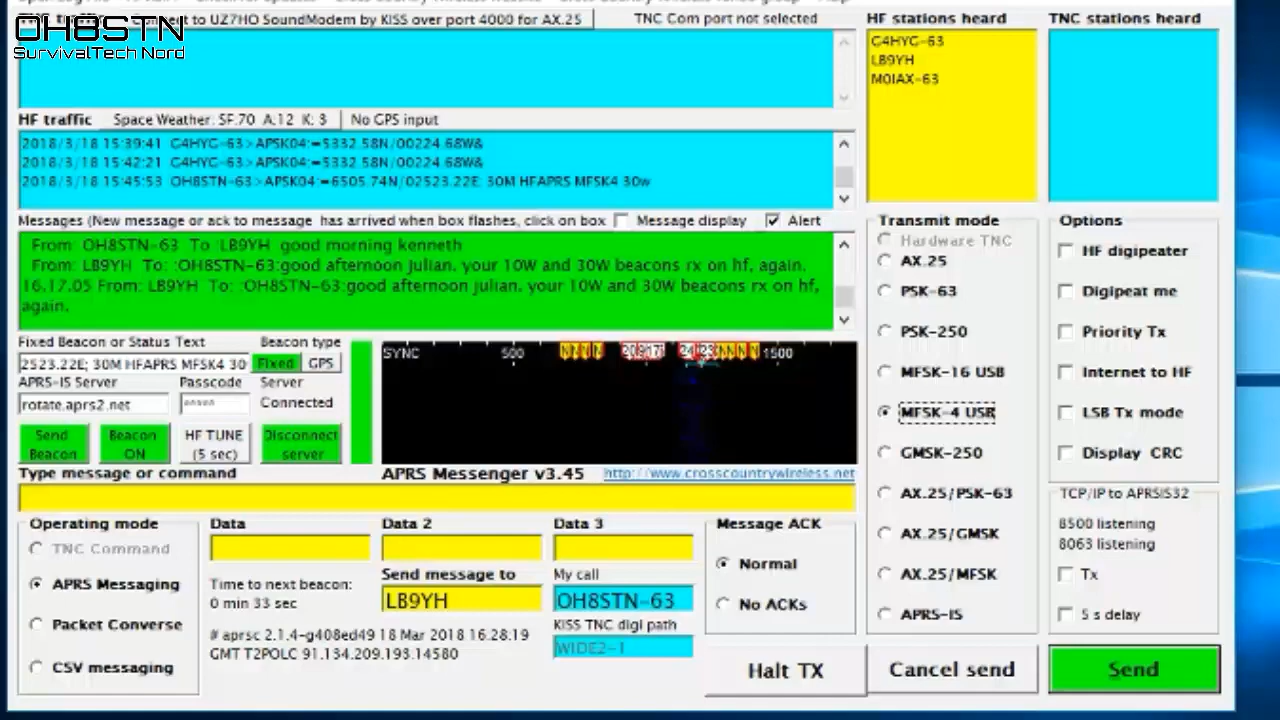 OH8STN
SurvivalTech Nord
to UZ7HO SoundModem by KISS over port 4000 for AX.25
TNC Com port not selected
HF stations heard
TNC stations heard
G4HYG-63
LB9YH
M0IAX-63
HF traffic
Space Weather: SF.70 A.12 K: 3
No GPS input
2018/3/18 15:39:41 G4HYG-63>APSK04:=5332.58N/00224.68W&
2018/3/18 15:42:21 G4HYG-63>APSK04:=5332.58N/00224.68W&
2018/3/18 15:45:53 OH8STN-63>APSK04:=6505.74N/02523.22E; 30M HFAPRS MFSK4 30w
Messages (New message or ack to message has arrived when box flashes, click on box
Message display
Alert
From: OH8STN-63 To: LB9YH good morning kenneth
From: LB9YH To: :OH8STN-63:good afternoon julian. your 10W and 30W beacons rx on hf, again.
16.17.05 From: LB9YH To: :OH8STN-63:good afternoon julian. your 10W and 30W beacons rx on hf,
again.
Transmit mode
Hardware TNC
AX.25
PSK-63
PSK-250
MFSK-16 USB
MFSK-4 USB
GMSK-250
AX.25/PSK-63
AX.25/GMSK
AX.25/MFSK
APRS-IS
Options
HF digipeater
Digipeat me
Priority Tx
Internet to HF
LSB Tx mode
Display CRC
TCP/IP to APRSIS32
8500 listening
8063 listening
Tx
5 s delay
Fixed Beacon or Status Text
Beacon type
2523.22E; 30M HFAPRS MFSK4 30
Fixed
GPS
APRS-IS Server
Passcode
Server
Connected
rotate.aprs2.net
*****
Send
Beacon
Beacon
ON
HF TUNE
(5 sec)
Disconnect
server
SYNC
500
1500
Type message or command
APRS Messenger v3.45
http://www.crosscountrywireless.net
Operating mode
TNC Command
APRS Messaging
Packet Converse
CSV messaging
Data
Data 2
Data 3
Time to next beacon:
0 min 33 sec
Send message to
LB9YH
My call
OH8STN-63
KISS TNC digi path
WIDE2-1
# aprsc 2.1.4-g408ed49 18 Mar 2018 16:28:19
GMT T2POLC 91.134.209.193:14580
Message ACK
Normal
No ACKs
Halt TX
Cancel send
Send